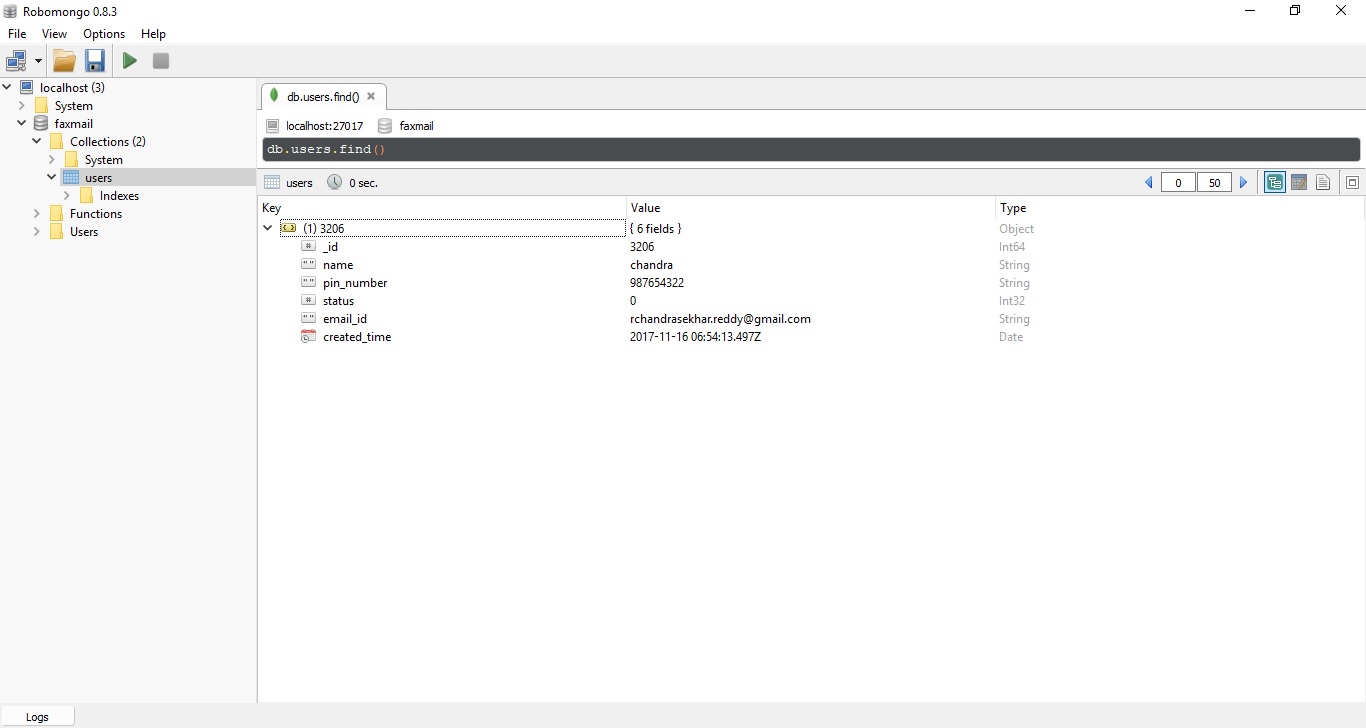 Robomongo 0.8.3
File View Options Help
localhost (3)
System
faxmail
Collections (2)
System
users
Indexes
Functions
Users
db.users.find()
localhost:27017 faxmail
db.users.find()
users 0 sec. 0 50
Key Value Type
(1) 3206 { 6 fields } Object
_id 3206 Int64
name chandra String
pin_number 987654322 String
status 0 Int32
email_id rchandrasekhar.reddy@gmail.com String
created_time 2017-11-16 06:54:13.497Z Date
Logs